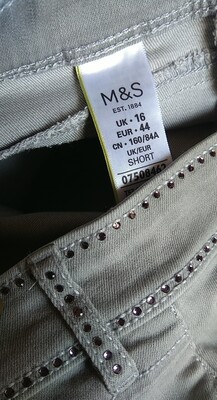 M&S
EST. 1884
UK • 16
EUR • 44
CN • 160/84A
UK/EUR
SHORT